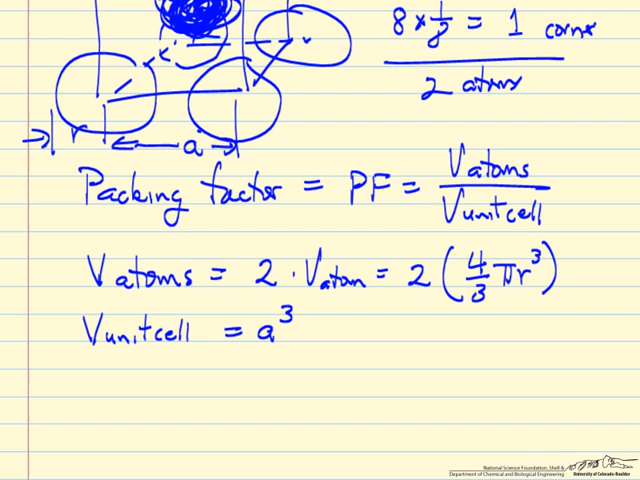 8 × 1/8 = 1 corner
2 atoms
r
a
Packing factor = PF = Vatoms / Vunitcell
Vatoms = 2 · Vatom = 2 ( 4/3 πr³ )
Vunitcell = a³
National Science Foundation, Shell &
Department of Chemical and Biological Engineering
University of Colorado Boulder